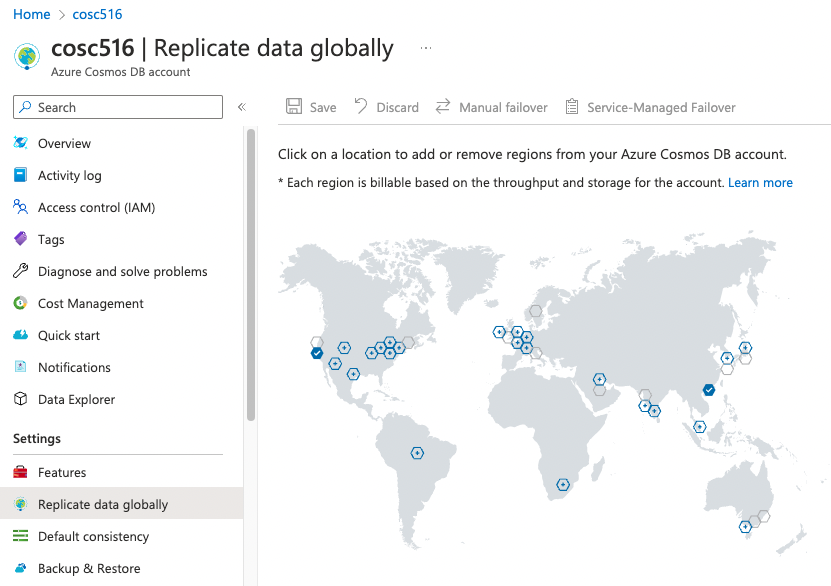 Home > cosc516
cosc516 | Replicate data globally ...
Azure Cosmos DB account
Search «
Save Discard Manual failover Service-Managed Failover
Overview
Activity log
Access control (IAM)
Tags
Diagnose and solve problems
Cost Management
Quick start
Notifications
Data Explorer
Settings
Features
Replicate data globally
Default consistency
Backup & Restore
Click on a location to add or remove regions from your Azure Cosmos DB account.
* Each region is billable based on the throughput and storage for the account. Learn more